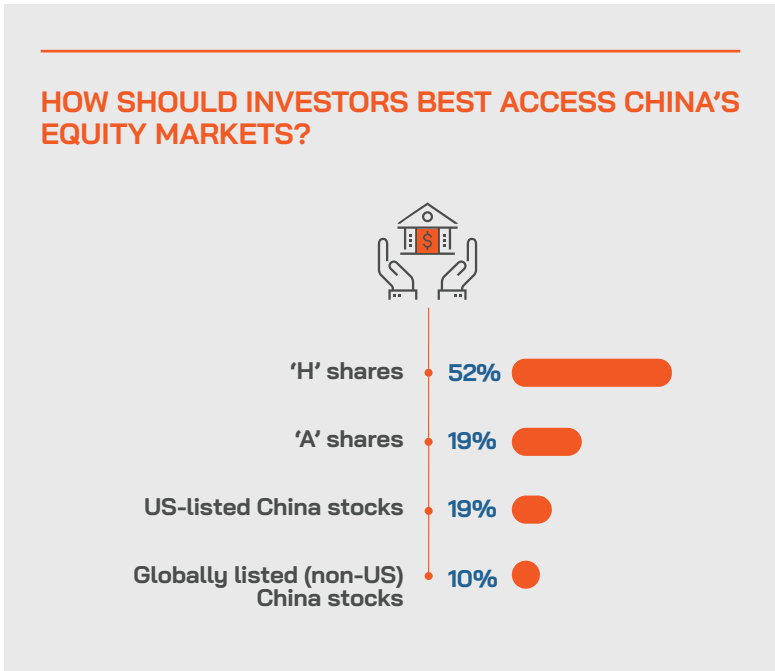 HOW SHOULD INVESTORS BEST ACCESS CHINA’S
EQUITY MARKETS?
$
‘H’ shares 52%
‘A’ shares 19%
US-listed China stocks 19%
Globally listed (non-US) 10%
China stocks